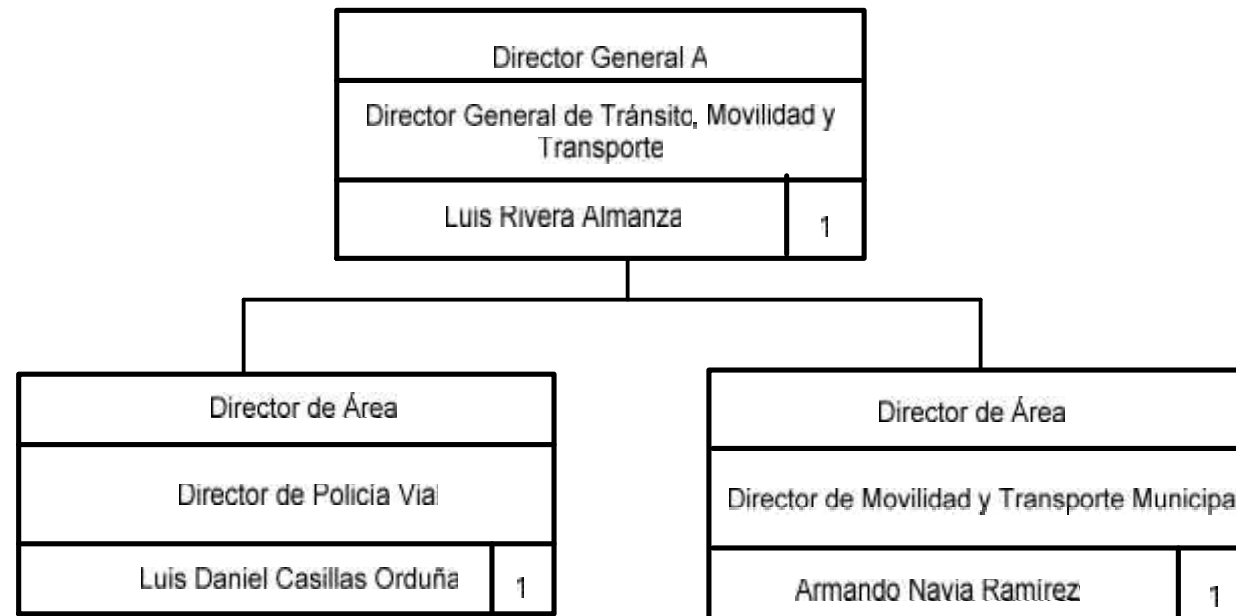 Director General A
Director General de Tránsito, Movilidad y
Transporte
Luis Rivera Almanza
1
Director de Área
Director de Policía Vial
Luis Daniel Casillas Orduña
1
Director de Área
Director de Movilidad y Transporte Municipa
Armando Navia Ramirez
1